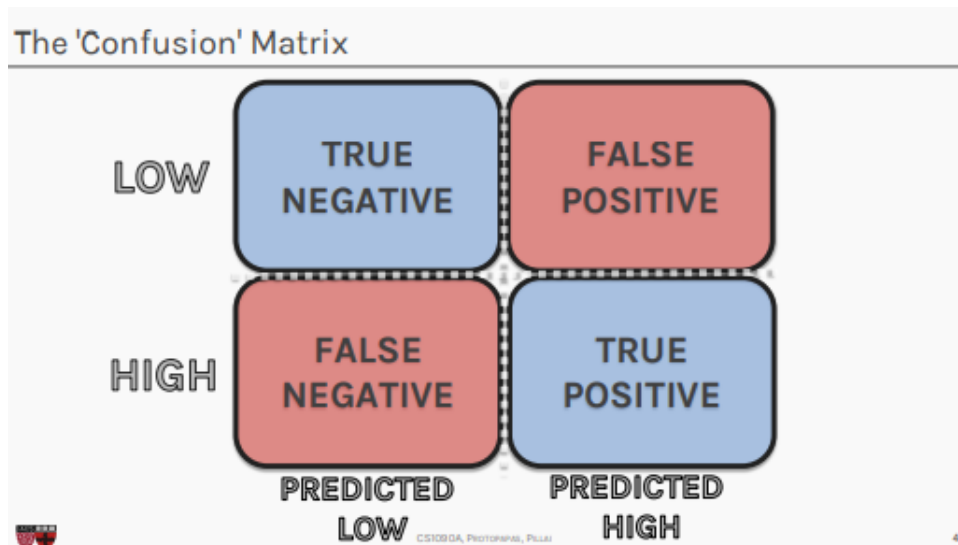 The 'Confusion' Matrix
LOW
TRUE
NEGATIVE
FALSE
POSITIVE
HIGH
FALSE
NEGATIVE
TRUE
POSITIVE
PREDICTED
LOW
PREDICTED
HIGH
CS109A, PROTOPAPAS, PILLAI
4